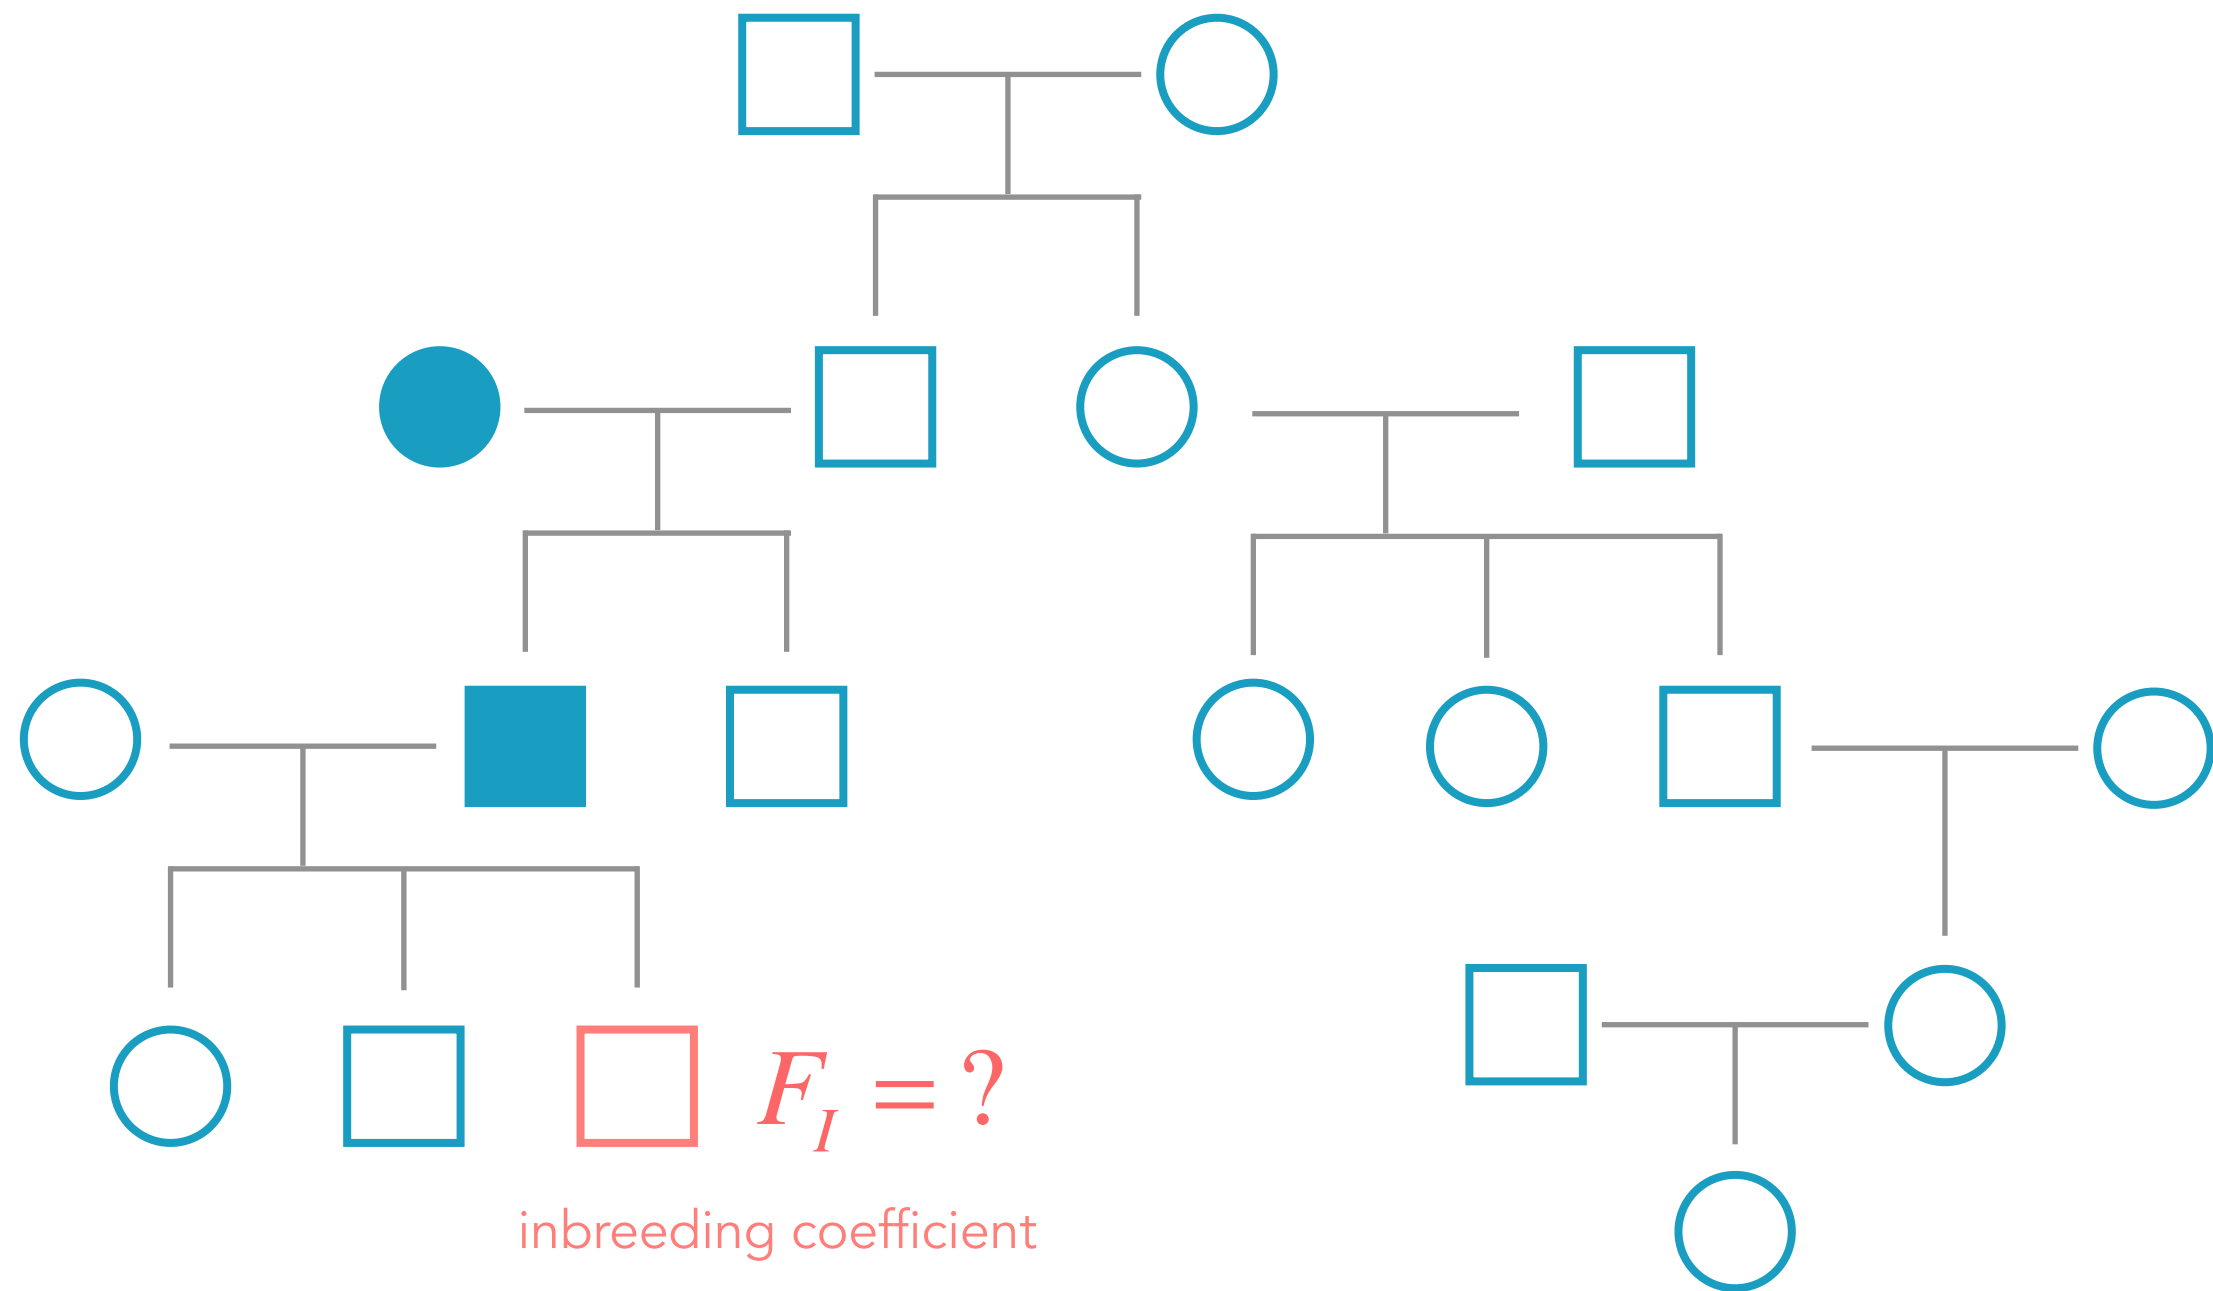 F_I = ?
inbreeding coefficient